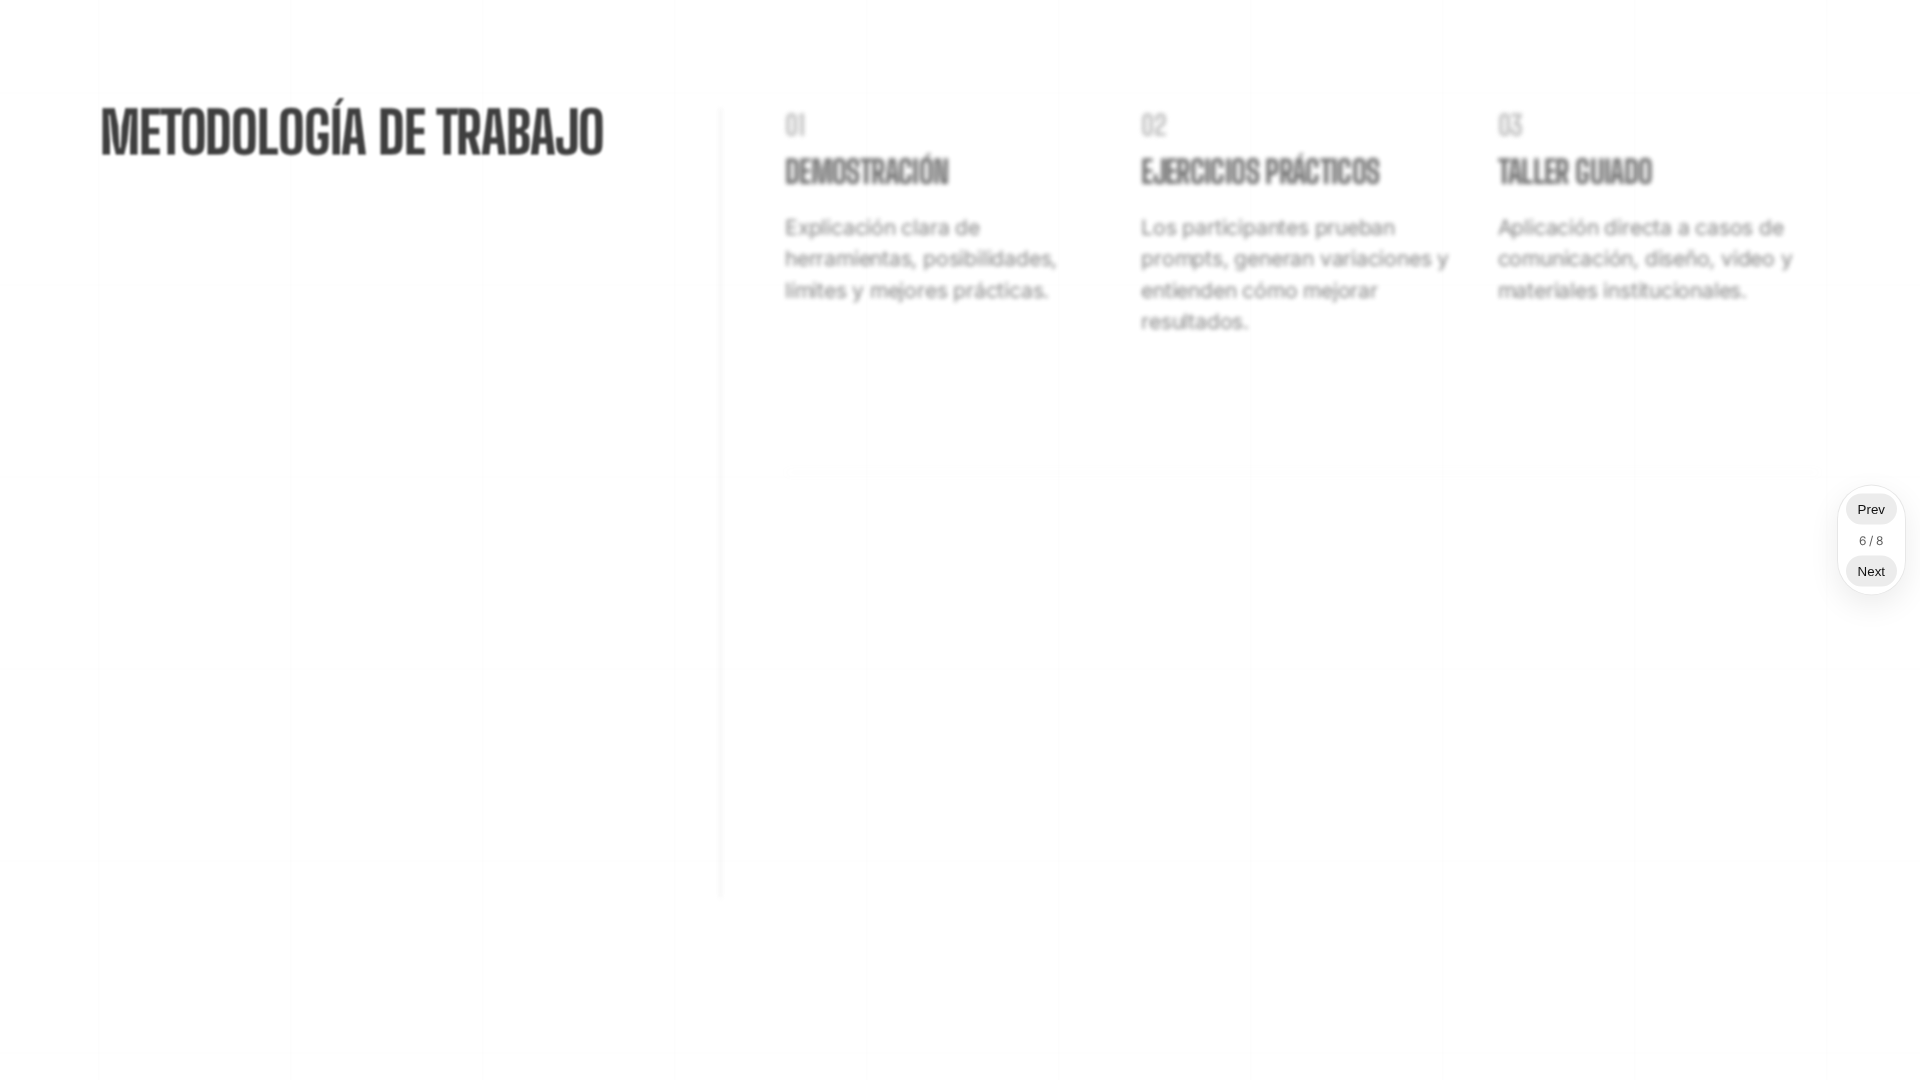 METODOLOGÍA DE TRABAJO
01
DEMOSTRACIÓN
Explicación clara de
herramientas, posibilidades,
límites y mejores prácticas.
02
EJERCICIOS PRÁCTICOS
Los participantes prueban
prompts, generan variaciones y
entienden cómo mejorar
resultados.
03
TALLER GUIADO
Aplicación directa a casos de
comunicación, diseño, video y
materiales institucionales.
Prev
6 / 8
Next